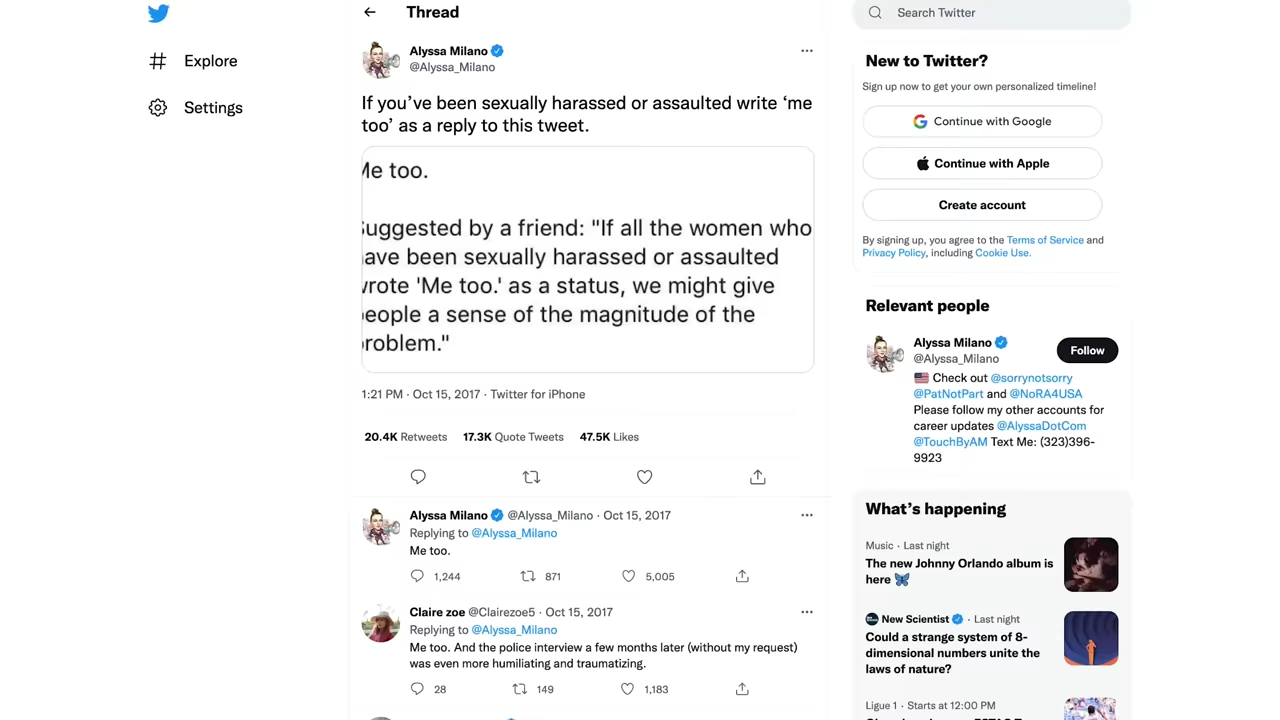 Thread
Search Twitter
Explore
Settings
Alyssa Milano
@Alyssa_Milano
If you’ve been sexually harassed or assaulted write ‘me
too’ as a reply to this tweet.
Me too.
Suggested by a friend: "If all the women who
have been sexually harassed or assaulted
wrote 'Me too.' as a status, we might give
people a sense of the magnitude of the
problem."
1:21 PM · Oct 15, 2017 · Twitter for iPhone
20.4K Retweets 17.3K Quote Tweets 47.5K Likes
Alyssa Milano @Alyssa_Milano · Oct 15, 2017
Replying to @Alyssa_Milano
Me too.
1,244 871 5,005
Claire zoe @Clairezoe5 · Oct 15, 2017
Replying to @Alyssa_Milano
Me too. And the police interview a few months later (without my request)
was even more humiliating and traumatizing.
28 149 1,183
New to Twitter?
Sign up now to get your own personalized timeline!
Continue with Google
Continue with Apple
Create account
By signing up, you agree to the Terms of Service and
Privacy Policy, including Cookie Use.
Relevant people
Alyssa Milano
@Alyssa_Milano
Follow
Check out @sorrynotsorry
@PatNotPart and @NoRA4USA
Please follow my other accounts for
career updates @AlyssaDotCom
@TouchByAM Text Me: (323)396-
9923
What’s happening
Music · Last night
The new Johnny Orlando album is
here
New Scientist · Last night
Could a strange system of 8-
dimensional numbers unite the
laws of nature?
Ligue 1 · Starts at 12:00 PM